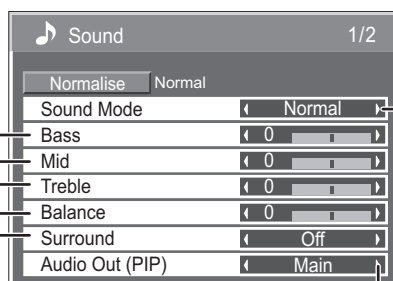 Sound 1/2
Normalise Normal
Sound Mode Normal
Bass 0
Mid 0
Treble 0
Balance 0
Surround Off
Audio Out (PIP) Main